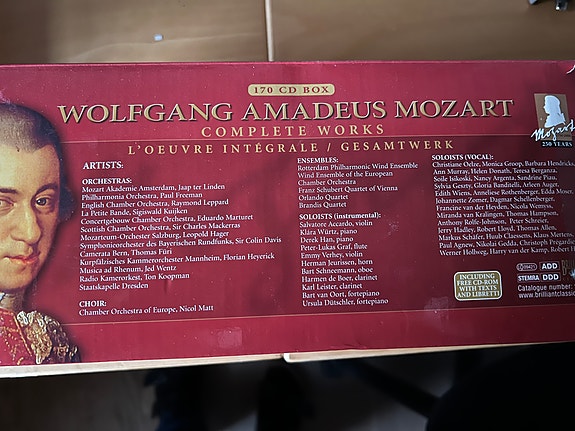 170 CD BOX
WOLFGANG AMADEUS MOZART
COMPLETE WORKS
L'OEUVRE INTÉGRALE / GESAMTWERK
Mozart
250 YEARS
ARTISTS:
ORCHESTRAS:
Mozart Akademie Amsterdam, Jaap ter Linden
Philharmonia Orchestra, Paul Freeman
English Chamber Orchestra, Raymond Leppard
La Petite Bande, Sigiswald Kuijken
Concertgebouw Chamber Orchestra, Eduardo Marturet
Scottish Chamber Orchestra, Sir Charles Mackerras
Mozarteum-Orchester Salzburg, Leopold Hager
Symphonieorchester des Bayerischen Rundfunks, Sir Colin Davis
Camerata Bern, Thomas Füri
Kurpfälzisches Kammerorchester Mannheim, Florian Heyerick
Musica ad Rhenum, Jed Wentz
Radio Kamerorkest, Ton Koopman
Staatskapelle Dresden
CHOIR:
Chamber Orchestra of Europe, Nicol Matt
ENSEMBLES:
Rotterdam Philharmonic Wind Ensemble
Wind Ensemble of the European
Chamber Orchestra
Franz Schubert Quartet of Vienna
Orlando Quartet
Brandis Quartet
SOLOISTS (instrumental):
Salvatore Accardo, violin
Klára Würtz, piano
Derek Han, piano
Peter-Lukas Graf, flute
Emmy Verhey, violin
Herman Jeurissen, horn
Bart Schneemann, oboe
Harmen de Boer, clarinet
Karl Leister, clarinet
Bart van Oort, fortepiano
Ursula Dütschler, fortepiano
SOLOISTS (VOCAL):
Christiane Oelze, Monica Groop, Barbara Hendricks,
Ann Murray, Helen Donath, Teresa Berganza,
Soile Isikoski, Nancy Argenta, Sandrine Piau,
Sylvia Geszty, Gloria Banditelli, Arleen Auger,
Edith Wiens, Anneliese Rothenberger, Edda Moser,
Johannette Zomer, Dagmar Schellenberger,
Francine van der Heyden, Nicola Wemyss,
Miranda van Kralingen, Thomas Hampson,
Anthony Rolfe-Johnson, Peter Schreier,
Jerry Hadley, Robert Lloyd, Thomas Allen,
Markus Schäfer, Huub Claessens, Klaus Mertens,
Paul Agnew, Nikolai Gedda, Christoph
Werner Hollweg, Harry van der Kamp,
INCLUDING
FREE CD-ROM
WITH TEXTS
AND LIBRETTI
ADD
STEMRA DDD
Catalogue number:
www.brilliantclassic